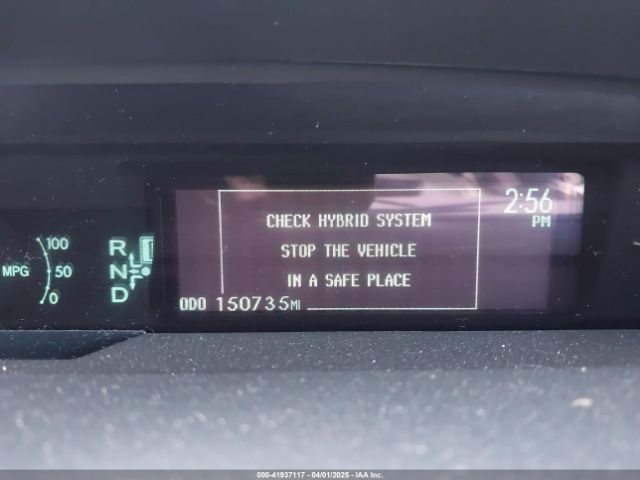 2:56
PM
CHECK HYBRID SYSTEM
STOP THE VEHICLE
IN A SAFE PLACE
ODO 150735MI
MPG
100
50
0
R
N
D
000-41937117 - 04/01/2025 - IAA Inc.